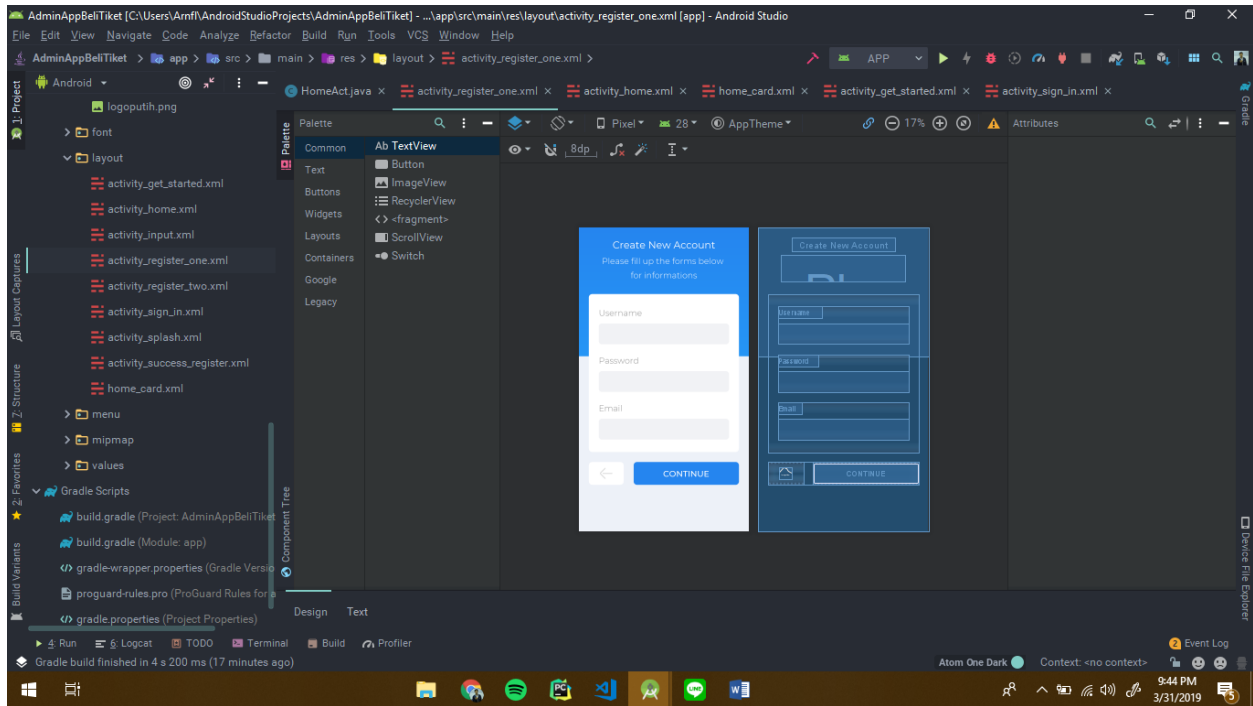 AdminAppBeliTiket [C:\Users\Arnfl\AndroidStudioProjects\AdminAppBeliTiket] - ...\app\src\main\res\layout\activity_register_one.xml [app] - Android Studio
File Edit View Navigate Code Analyze Refactor Build Run Tools VCS Window Help
AdminAppBeliTiket app src main res layout activity_register_one.xml
APP
HomeAct.java activity_register_one.xml activity_home.xml home_card.xml activity_get_started.xml activity_sign_in.xml
1: Project
Layout Captures
7: Structure
2: Favorites
Build Variants
Android
logoputih.png
font
layout
activity_get_started.xml
activity_home.xml
activity_input.xml
activity_register_one.xml
activity_register_two.xml
activity_sign_in.xml
activity_splash.xml
activity_success_register.xml
home_card.xml
menu
mipmap
values
Gradle Scripts
build.gradle (Project: AdminAppBeliTiket
build.gradle (Module: app)
gradle-wrapper.properties (Gradle Versio
proguard-rules.pro (ProGuard Rules for a
gradle.properties (Project Properties)
Palette
Component Tree
Palette
Common
Text
Buttons
Widgets
Layouts
Containers
Google
Legacy
Ab TextView
Button
ImageView
RecyclerView
<fragment>
ScrollView
Switch
Pixel 28 AppTheme 17%
8dp
Attributes
Create New Account
Please fill up the forms below
for informations
Username
Password
Email
CONTINUE
Create New Account
Username
Password
Email
CONTINUE
Gradle
Device File Explorer
Design Text
4: Run 6: Logcat TODO Terminal Build Profiler
2 Event Log
Gradle build finished in 4 s 200 ms (17 minutes ago)
Atom One Dark Context: <no context>
PC
LINE
W
9:44 PM
3/31/2019
5